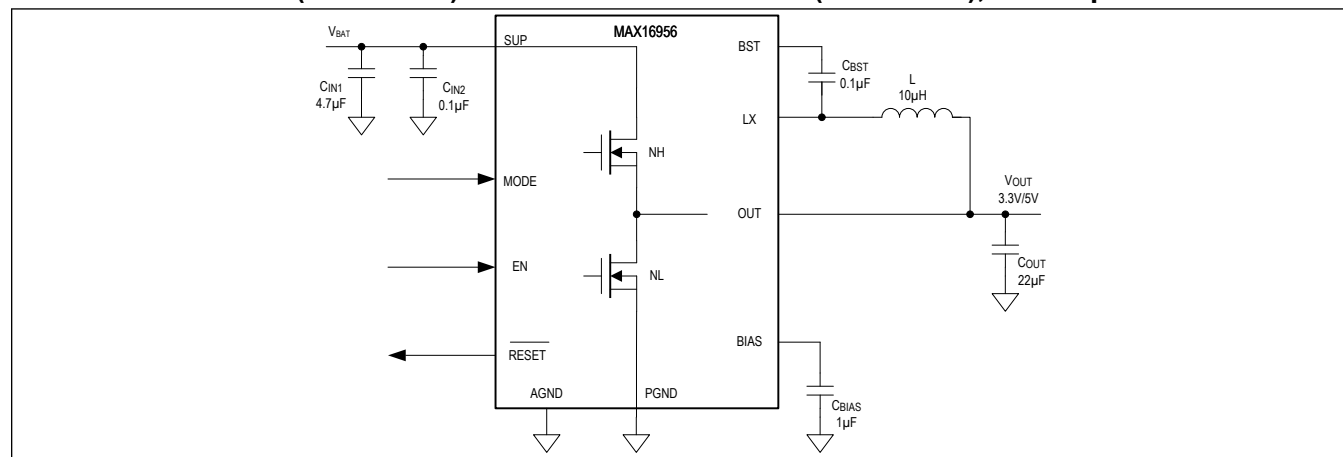 MAX16956
VBAT
SUP
BST
CIN1
4.7µF
CIN2
0.1µF
CBST
0.1µF
L
10µH
LX
NH
MODE
VOUT
3.3V/5V
OUT
EN
NL
COUT
22µF
BIAS
RESET
AGND
PGND
CBIAS
1µF